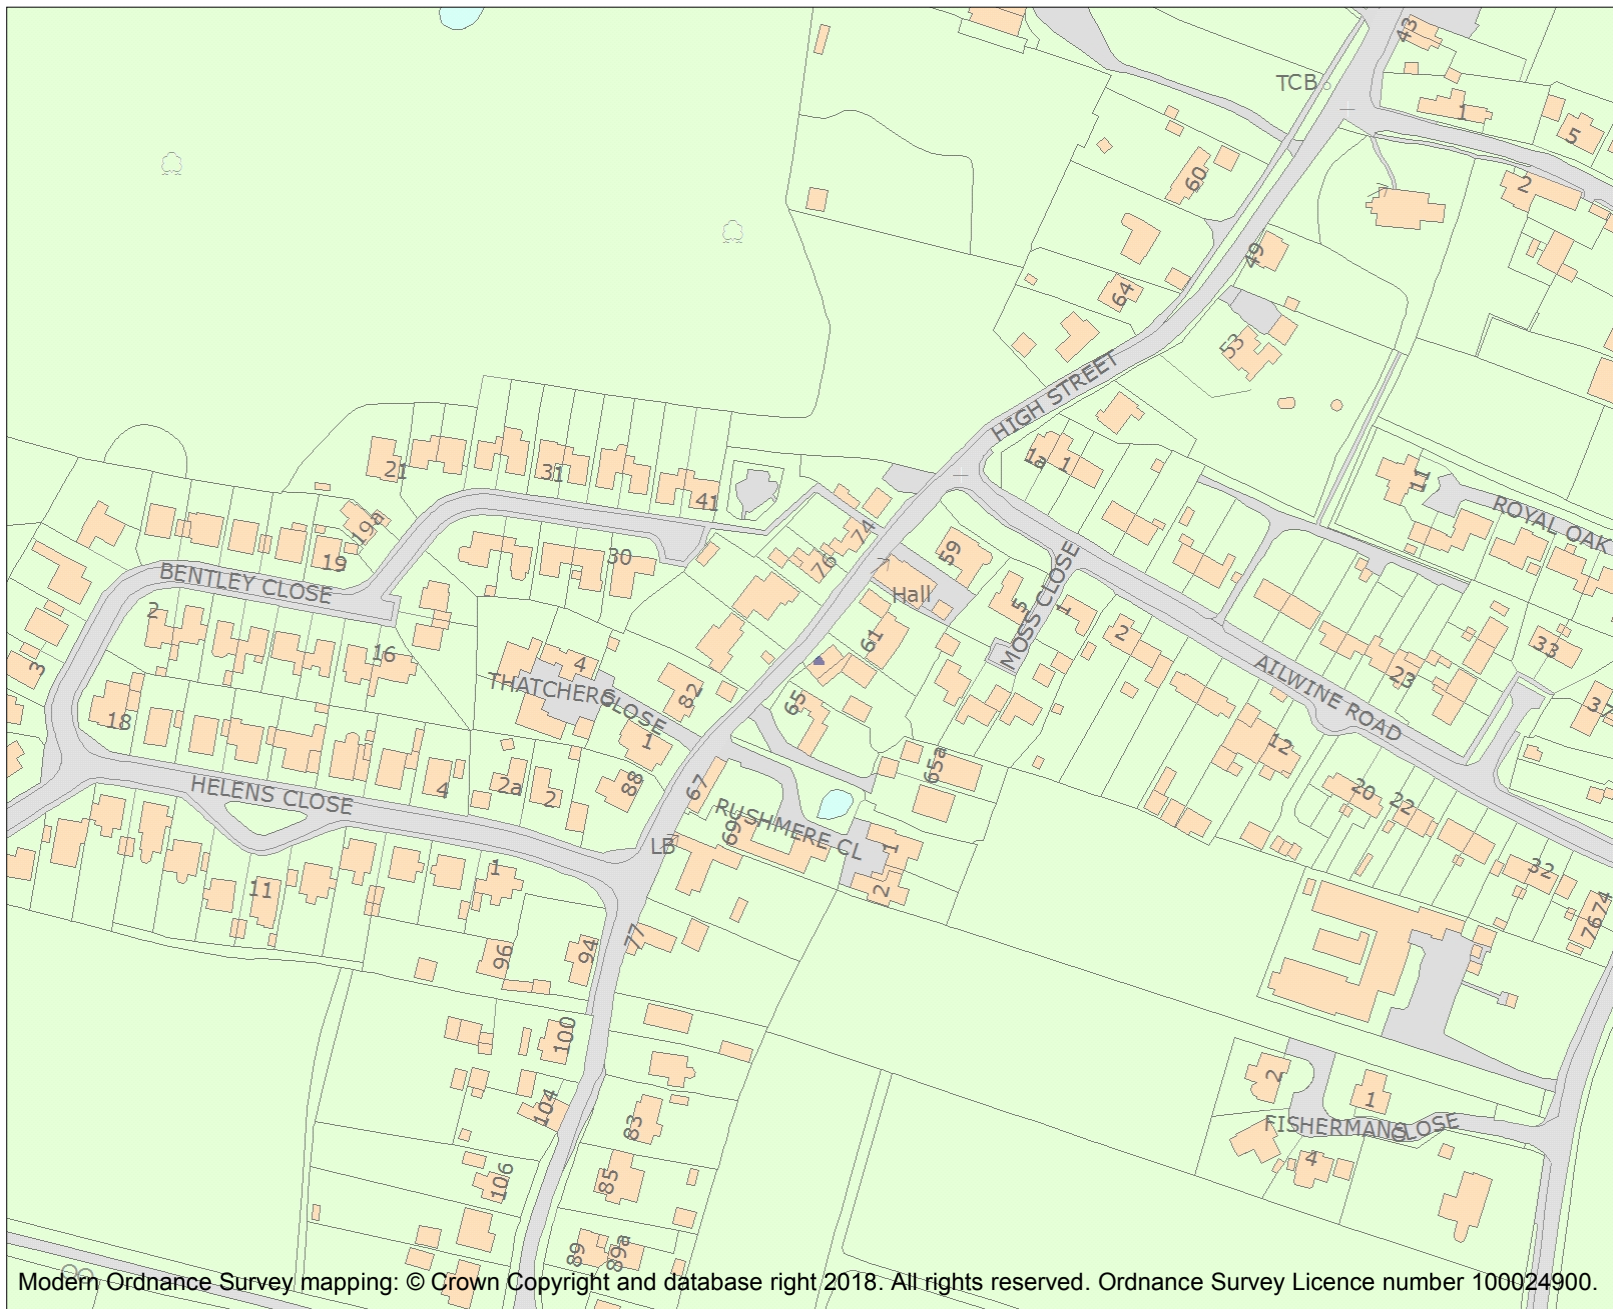 43
TCB
1
5
60
2
49
64
53
HIGH STREET
1a
1
21
31
41
11
ROYAL OAK
19a
74
59
19
30
76
BENTLEY CLOSE
Hall
5
1
MOSS CLOSE
2
2
61
33
16
3
4
AILWINE ROAD
23
THATCHERS
CLOSE
82
65
37
18
1
12
65a
HELENS CLOSE
4
2a
2
88
67
20
22
RUSHMERE CL
69
LB
1
1
2
32
11
7674
77
96
94
100
2
1
104
83
FISHERMANS
CLOSE
4
106
85
89
89a
Modern Ordnance Survey mapping: © Crown Copyright and database right 2018. All rights reserved. Ordnance Survey Licence number 100024900.